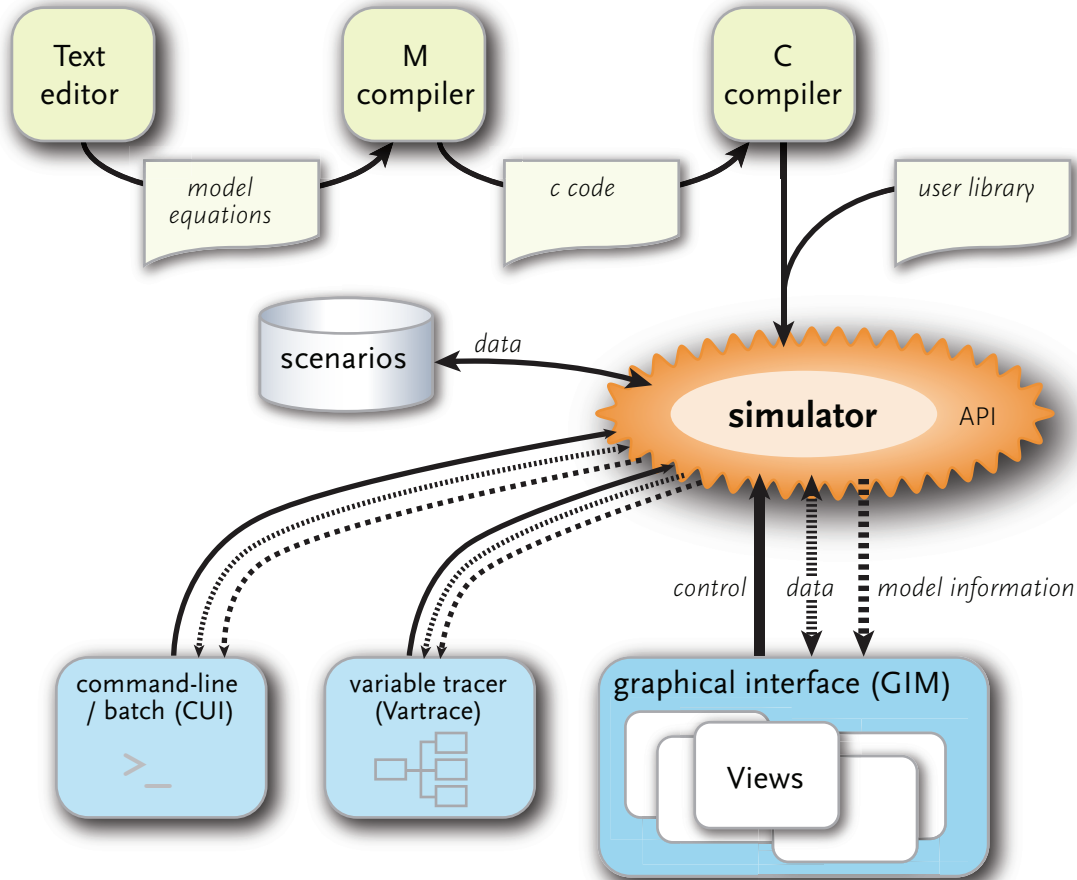 Text
editor
M
compiler
C
compiler
model
equations
c code
user library
scenarios
data
simulator
API
control
data
model information
command-line
/ batch (CUI)
>_
variable tracer
(Vartrace)
graphical interface (GIM)
Views